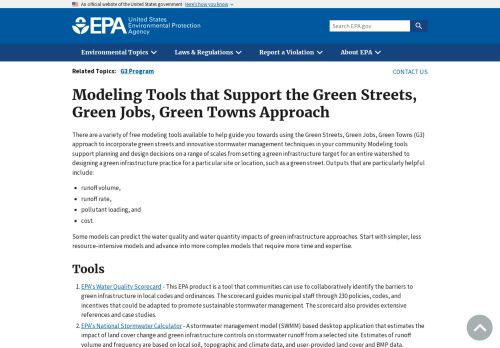 An official website of the United States government Here's how you know
EPA United States Environmental Protection Agency
Search EPA.gov
Environmental Topics Laws & Regulations Report a Violation About EPA
Related Topics: G3 Program
CONTACT US
Modeling Tools that Support the Green Streets,
Green Jobs, Green Towns Approach
There are a variety of free modeling tools available to help guide you towards using the Green Streets, Green Jobs, Green Towns (G3)
approach to incorporate green streets and innovative stormwater management techniques in your community. Modeling tools
support planning and design decisions on a range of scales from setting a green infrastructure target for an entire watershed to
designing a green infrastructure practice for a particular site or location, such as a green street. Outputs that are particularly helpful
include:
• runoff volume,
• runoff rate,
• pollutant loading, and
• cost.
Some models can predict the water quality and water quantity impacts of green infrastructure approaches. Start with simpler, less
resource-intensive models and advance into more complex models that require more time and expertise.
Tools
1. EPA's Water Quality Scorecard - This EPA product is a tool that communities can use to collaboratively identify the barriers to
green infrastructure in local codes and ordinances. The scorecard guides municipal staff through 230 policies, codes, and
incentives that could be adapted to promote sustainable stormwater management. The scorecard also provides extensive
references and case studies.
2. EPA's National Stormwater Calculator - A stormwater management model (SWMM) based desktop application that estimates the
impact of land cover change and green infrastructure controls on stormwater runoff from a selected site. Estimates of runoff
volume and frequency are based on local soil, topographic and climate data, and user-provided land cover and BMP data.